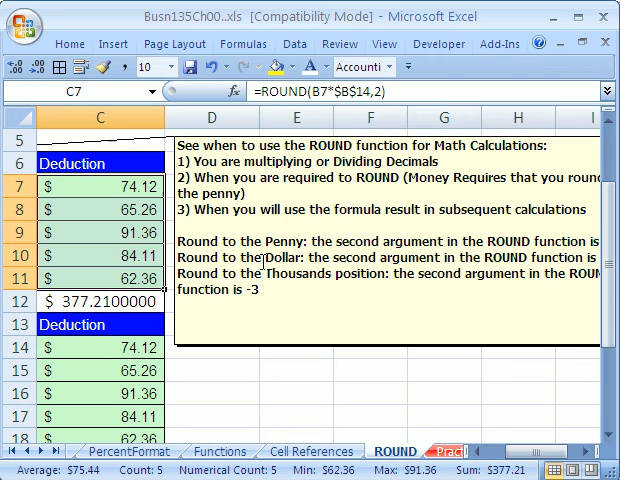 Busn135Ch00..xls [Compatibility Mode] - Microsoft Excel
Home Insert Page Layout Formulas Data Review Developer Add-Ins
10 A Accounti
C7 fx =ROUND(B7*$B$14,2)
C D E F G H I
5
6 Deduction
7 $ 74.12
8 $ 65.26
9 $ 91.36
10 $ 84.11
11 $ 62.36
12 $ 377.2100000
13 Deduction
14 $ 74.12
15 $ 65.26
16 $ 91.36
17 $ 84.11
18 $ 62.36
See when to use the ROUND function for Math Calculations:
1) You are multiplying or Dividing Decimals
2) When you are required to ROUND (Money Requires that you round
the penny)
3) When you will use the formula result in subsequent calculations
Round to the Penny: the second argument in the ROUND function is
Round to the Dollar: the second argument in the ROUND function is
Round to the Thousands position: the second argument in the ROUN
function is -3
PercentFormat Functions Cell References ROUND Pract
Average: $75.44 Count: 5 Numerical Count: 5 Min: $62.36 Max: $91.36 Sum: $377.21